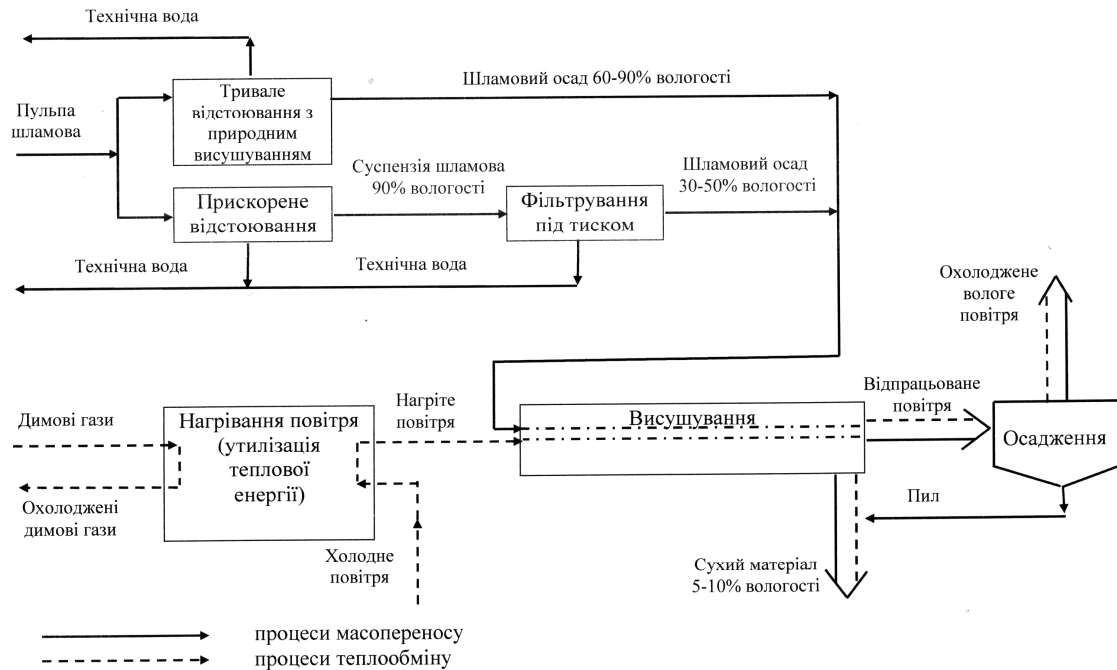 Технічна вода
Пульпа
шламова
Тривале
відстоювання з
природним
висушуванням
Шламовий осад 60-90% вологості
Прискорене
відстоювання
Суспензія шламова
90% вологості
Фільтрування
під тиском
Шламовий осад
30-50% вологості
Технічна вода
Технічна вода
Охолоджене
вологе
повітря
Димові гази
Охолоджені
димові гази
Нагрівання повітря
(утилізація
теплової
енергії)
Нагріте
повітря
Холодне
повітря
Висушування
Відпрацьоване
повітря
Осадження
Пил
Сухий матеріал
5-10% вологості
процеси масопереносу
процеси теплообміну